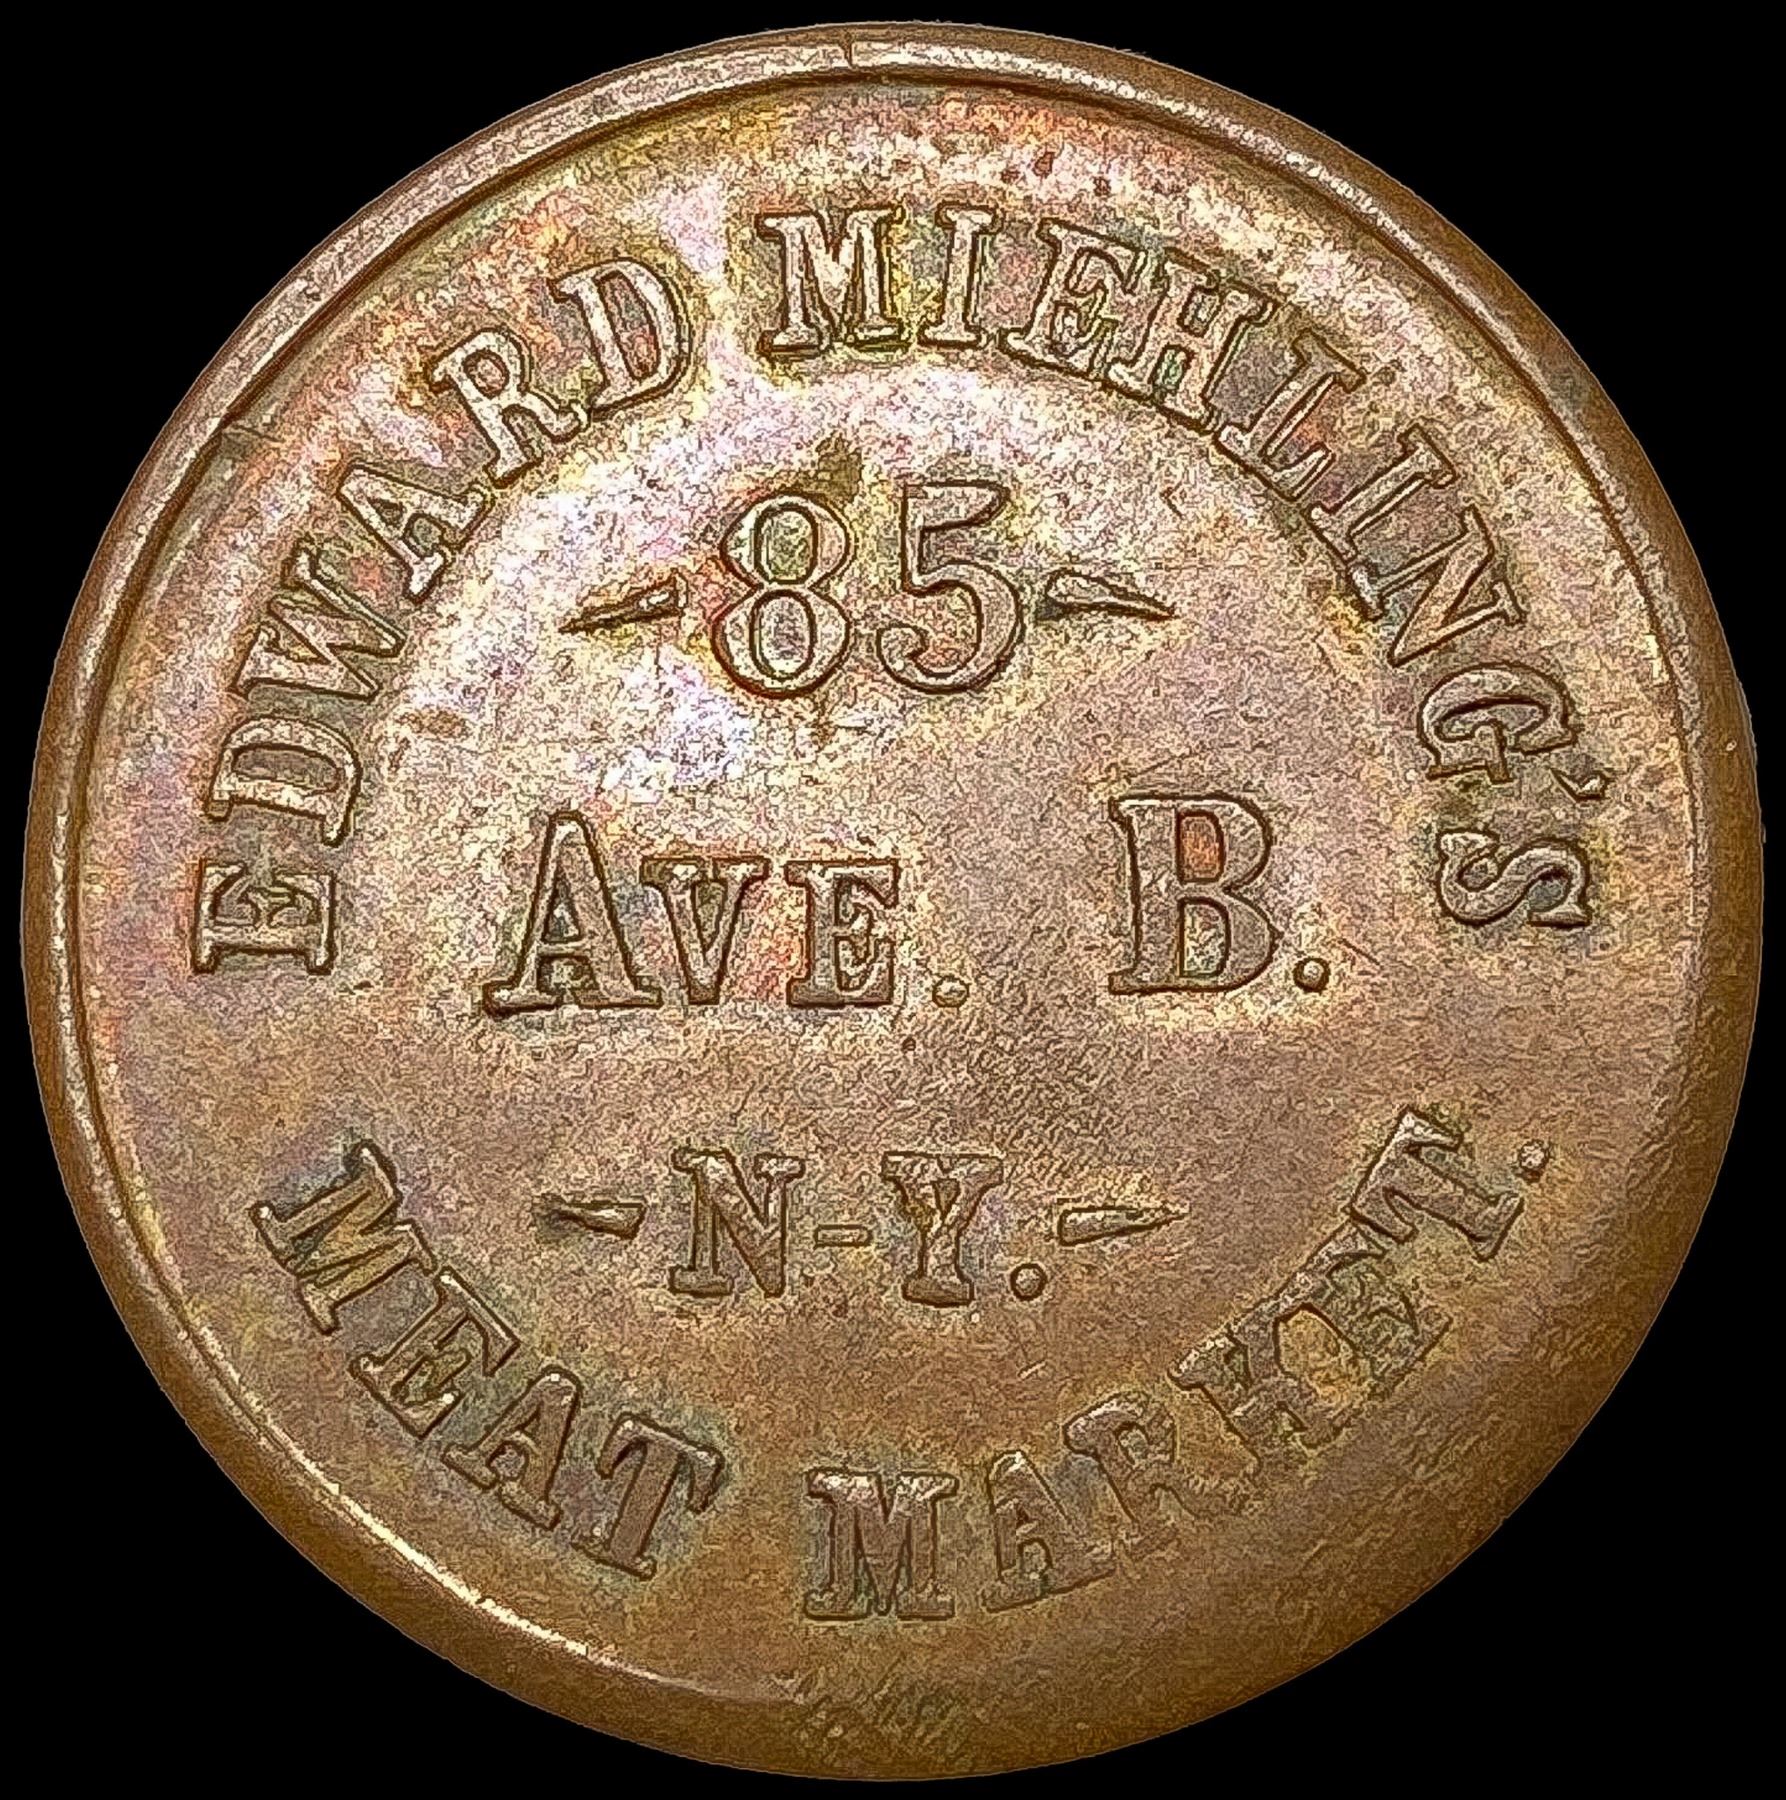 EDWARD MIEHLING'S
85
AVE. B.
N-Y.
MEAT MARKET.